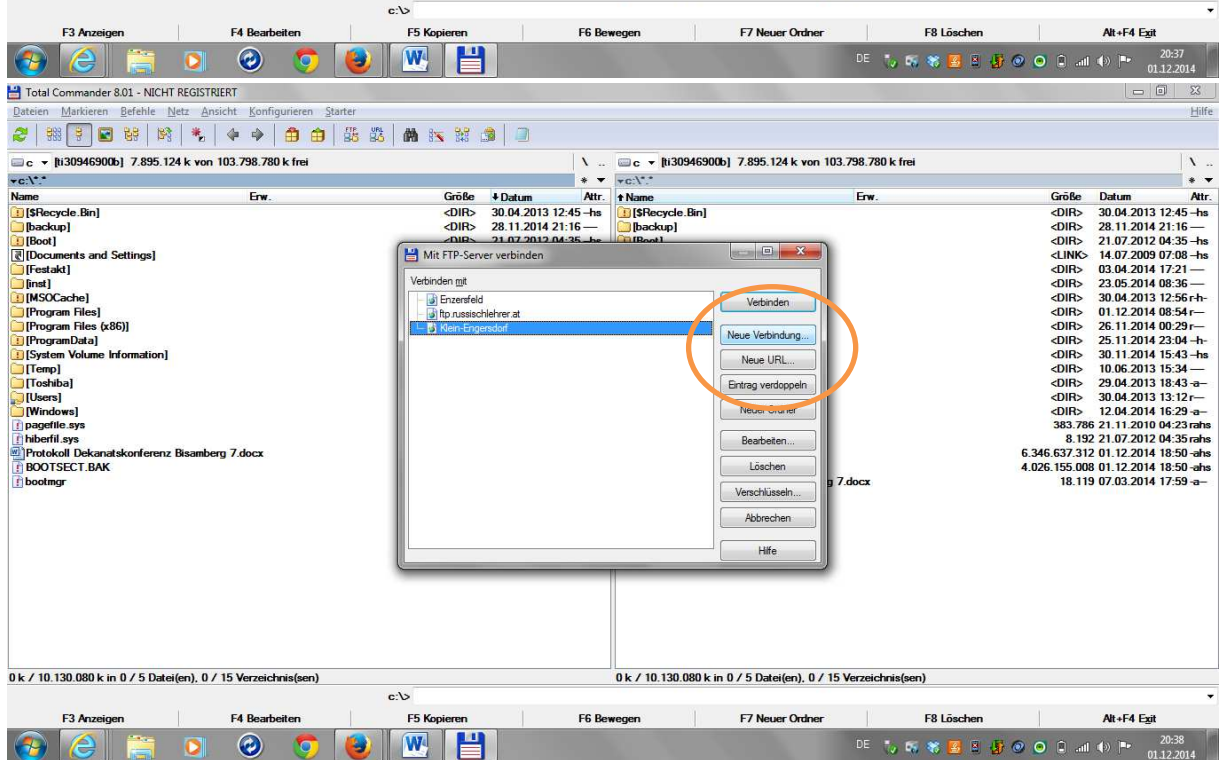 c:\>
F3 Anzeigen F4 Bearbeiten F5 Kopieren F6 Bewegen F7 Neuer Ordner F8 Löschen Alt+F4 Exit
DE 20:37
01.12.2014
Total Commander 8.01 - NICHT REGISTRIERT
Dateien Markieren Befehle Netz Ansicht Konfigurieren Starter Hilfe
FTP URL
c [ti30946900b] 7.895.124 k von 103.798.780 k frei \ .. c [ti30946900b] 7.895.124 k von 103.798.780 k frei \ ..
c:\*.* * c:\*.* *
Name Erw. Größe Datum Attr. Name Erw. Größe Datum Attr.
[$Recycle.Bin] <DIR> 30.04.2013 12:45 -hs [$Recycle.Bin] <DIR> 30.04.2013 12:45 -hs
[backup] <DIR> 28.11.2014 21:16 — [backup] <DIR> 28.11.2014 21:16 —
[Boot] <DIR> 21.07.2012 04:35 -hs [Boot] <DIR> 21.07.2012 04:35 -hs
[Documents and Settings] <LINK> 14.07.2009 07:08 -hs
[Festakt] <DIR> 03.04.2014 17:21 —
[inst] <DIR> 23.05.2014 08:36 —
[MSOCache] <DIR> 30.04.2013 12:56 r-h-
[Program Files] <DIR> 01.12.2014 08:54 r—
[Program Files (x86)] <DIR> 26.11.2014 00:29 r—
[ProgramData] <DIR> 25.11.2014 23:04 -h-
[System Volume Information] <DIR> 30.11.2014 15:43 -hs
[Temp] <DIR> 10.06.2013 15:34 —
[Toshiba] <DIR> 29.04.2013 18:43 -a-
[Users] <DIR> 30.04.2013 13:12 r—
[Windows] <DIR> 12.04.2014 16:29 -a-
pagefile.sys 383.786 21.11.2010 04:23 rahs
hiberfil.sys 8.192 21.07.2012 04:35 rahs
Protokoll Dekanatskonferenz Bisamberg 7.docx 6.346.637.312 01.12.2014 18:50 -ahs
BOOTSECT.BAK 4.026.155.008 01.12.2014 18:50 -ahs
bootmgr g 7.docx 18.119 07.03.2014 17:59 -a-
Mit FTP-Server verbinden
Verbinden mit
Enzersfeld
ftp.russischlehrer.at
Klein-Engersdorf
Verbinden
Neue Verbindung...
Neue URL...
Eintrag verdoppeln
Neuer Ordner
Bearbeiten...
Löschen
Verschlüsseln...
Abbrechen
Hilfe
0 k / 10.130.080 k in 0 / 5 Datei(en), 0 / 15 Verzeichnis(sen) 0 k / 10.130.080 k in 0 / 5 Datei(en), 0 / 15 Verzeichnis(sen)
c:\>
F3 Anzeigen F4 Bearbeiten F5 Kopieren F6 Bewegen F7 Neuer Ordner F8 Löschen Alt+F4 Exit
DE 20:38
01.12.2014